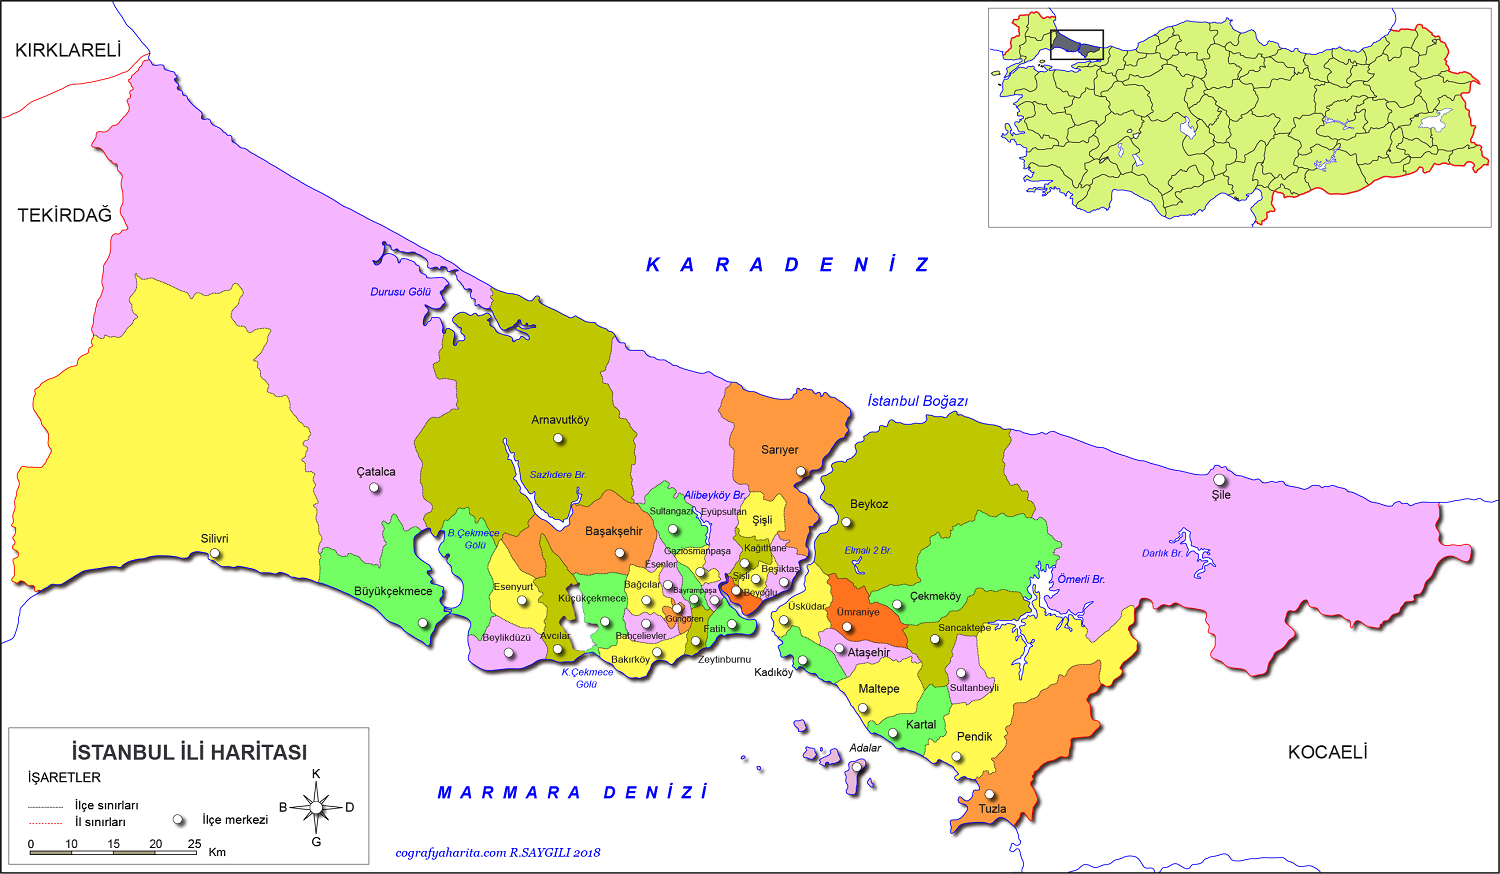 KIRKLARELİ
TEKİRDAĞ
KARADENİZ
Durusu Gölü
İstanbul Boğazı
Arnavutköy
Sarıyer
Çatalca
Sazlıdere Br.
Alibeyköy Br.
Beykoz
Şile
Sultangazi
Eyüpsultan
Şişli
Silivri
B.Çekmece
Gölü
Başakşehir
Gaziosmanpaşa
Kağıthane
Elmalı 2 Br.
Darlık Br.
Esenler
Beşiktaş
Şişli
Ömerli Br.
Büyükçekmece
Esenyurt
Küçükçekmece
Bağcılar
Bayrampaşa
Beyoğlu
Üsküdar
Ümraniye
Çekmeköy
Güngören
Fatih
Sancaktepe
Beylikdüzü
Avcılar
Bahçelievler
Bakırköy
Zeytinburnu
Ataşehir
K.Çekmece
Gölü
Kadıköy
Maltepe
Sultanbeyli
Kartal
Pendik
Adalar
KOCAELİ
MARMARA DENİZİ
Tuzla
İSTANBUL İLİ HARİTASI
İŞARETLER
İlçe sınırları
İl sınırları
İlçe merkezi
K
B
D
G
0 10 15 20 25
Km
cografyaharita.com R.SAYGILI 2018